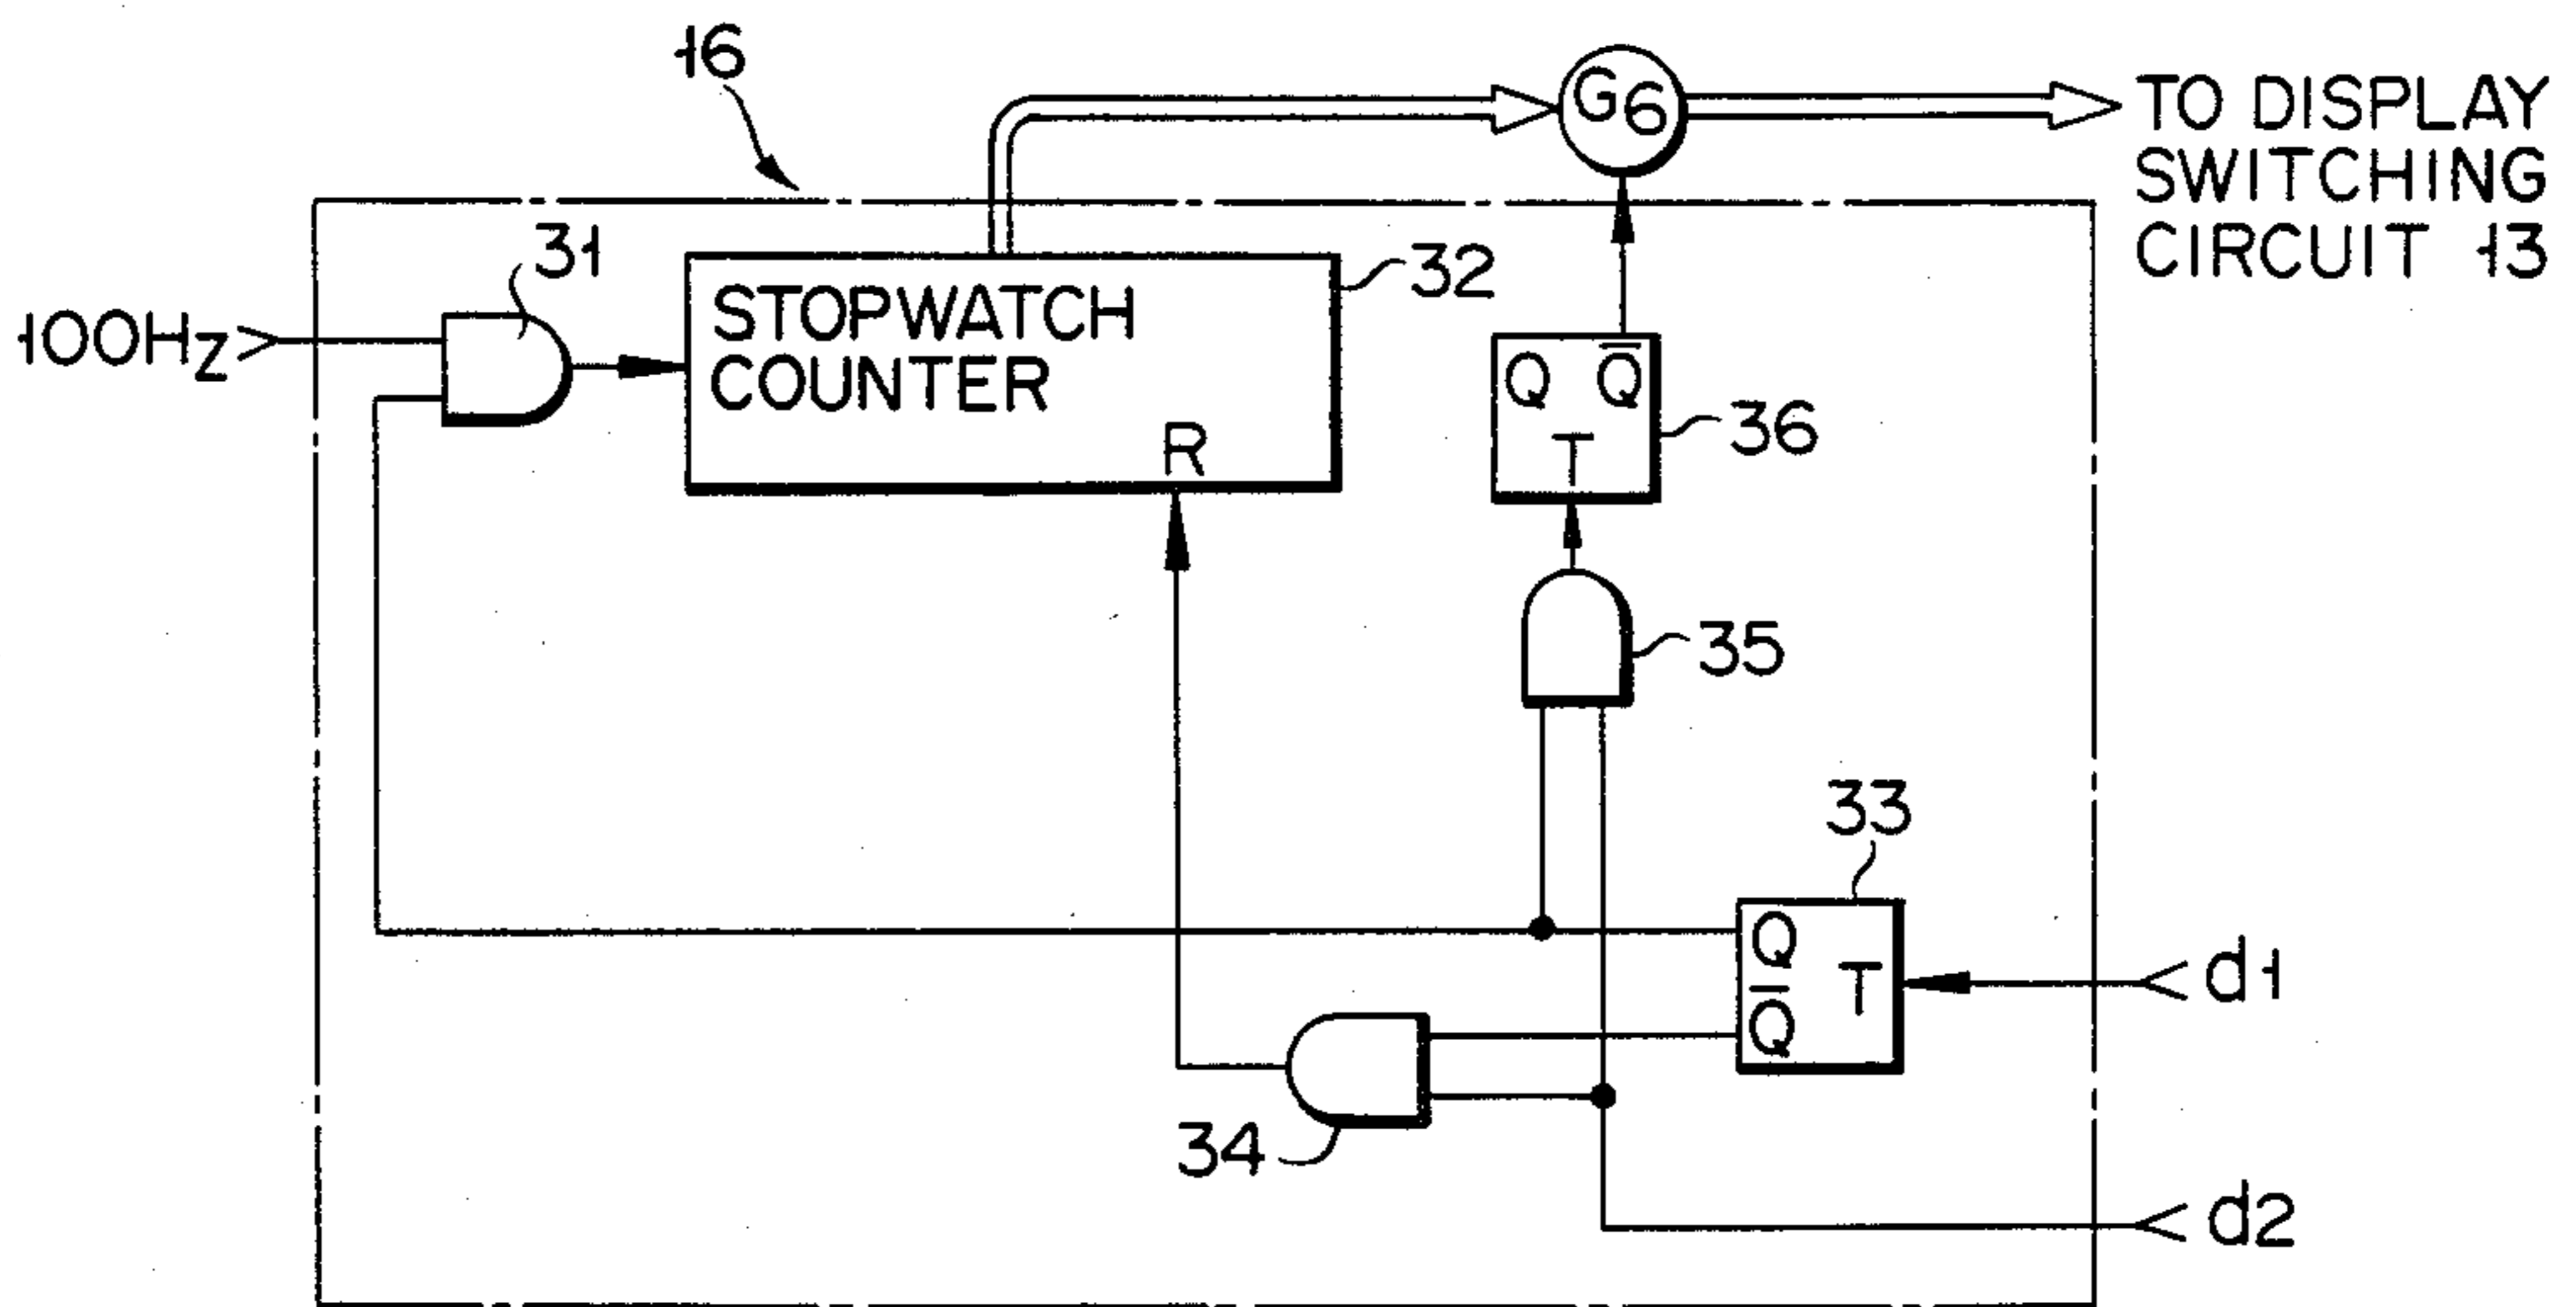 16
G6
TO DISPLAY
SWITCHING
CIRCUIT 13
31
32
100Hz
STOPWATCH
COUNTER
R
Q Q̅
T
36
35
33
Q
Q̅
T
d1
34
d2